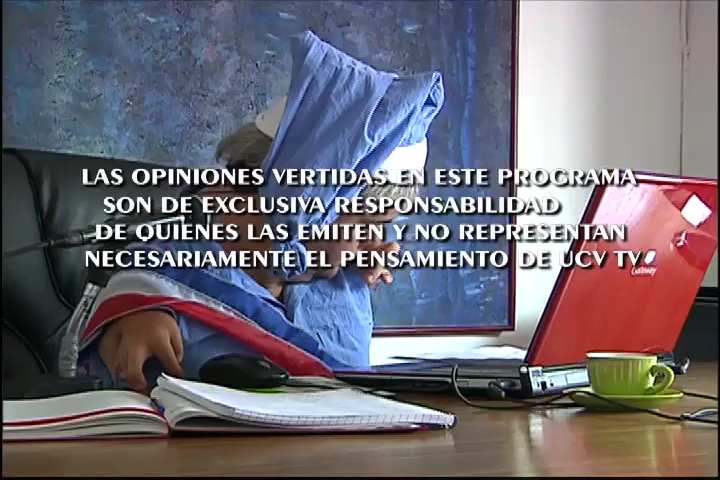 LAS OPINIONES VERTIDAS EN ESTE PROGRAMA
SON DE EXCLUSIVA RESPONSABILIDAD
DE QUIENES LAS EMITEN Y NO REPRESENTAN
NECESARIAMENTE EL PENSAMIENTO DE UCV TV
Gateway